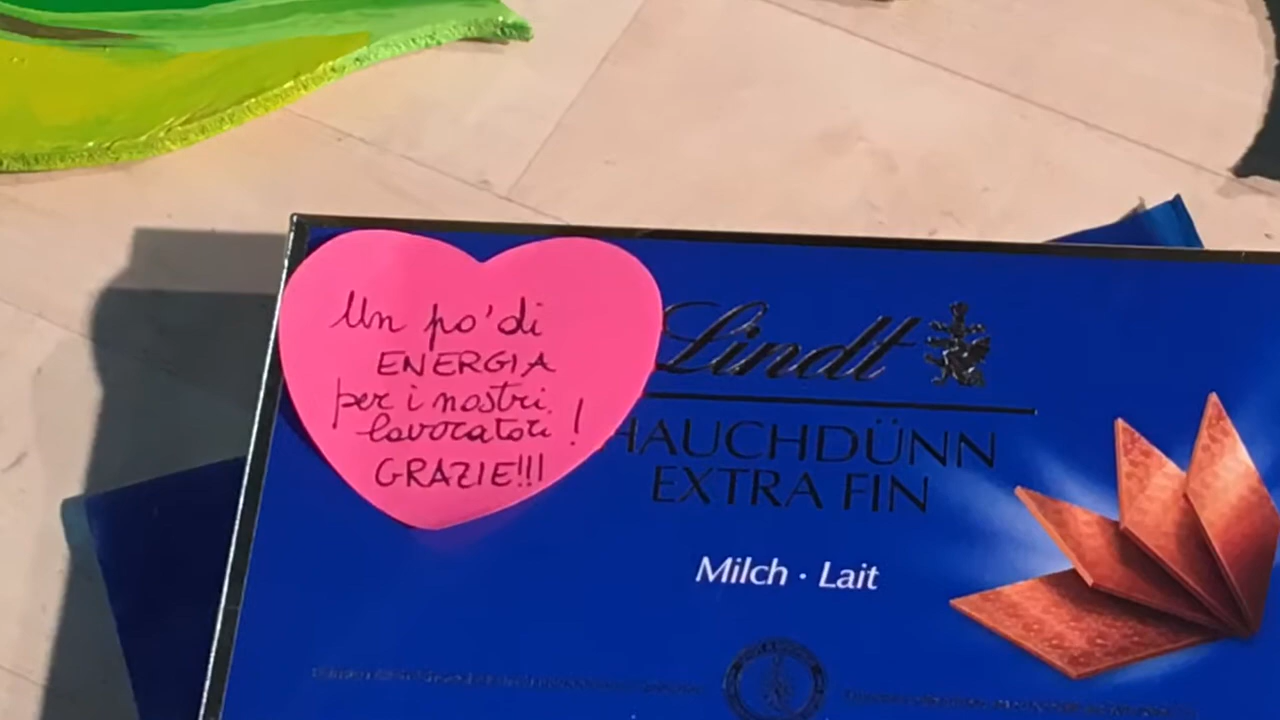 Un po' di
ENERGIA
per i nostri
lavoratori!
GRAZIE!!!
Lindt
HAUCHDÜNN
EXTRA FIN
Milch · Lait